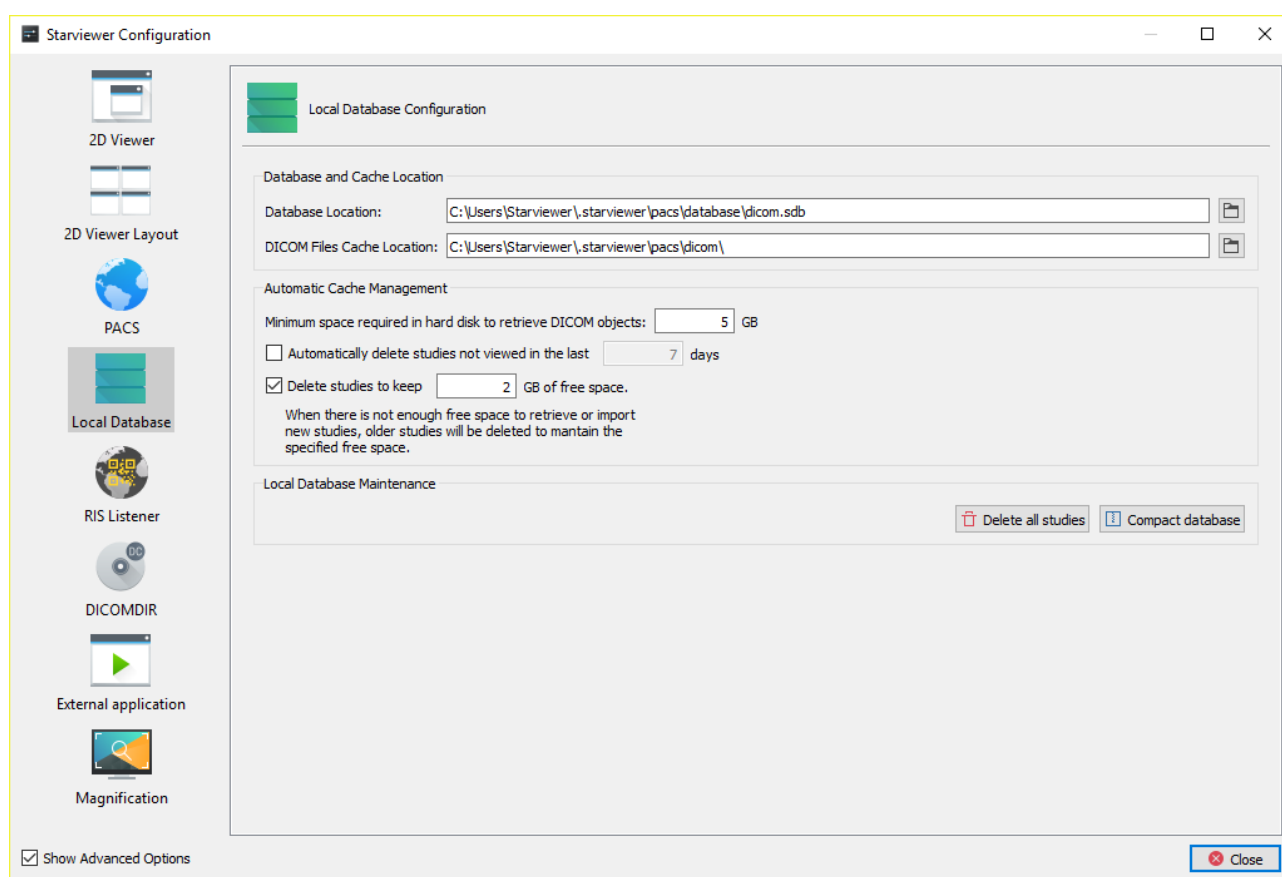 Starviewer Configuration
2D Viewer
2D Viewer Layout
PACS
Local Database
RIS Listener
DC
DICOMDIR
External application
Magnification
Local Database Configuration
Database and Cache Location
Database Location: C:\Users\Starviewer\.starviewer\pacs\database\dicom.sdb
DICOM Files Cache Location: C:\Users\Starviewer\.starviewer\pacs\dicom\
Automatic Cache Management
Minimum space required in hard disk to retrieve DICOM objects: 5 GB
Automatically delete studies not viewed in the last 7 days
Delete studies to keep 2 GB of free space.
When there is not enough free space to retrieve or import
new studies, older studies will be deleted to mantain the
specified free space.
Local Database Maintenance
Delete all studies Compact database
Show Advanced Options
Close